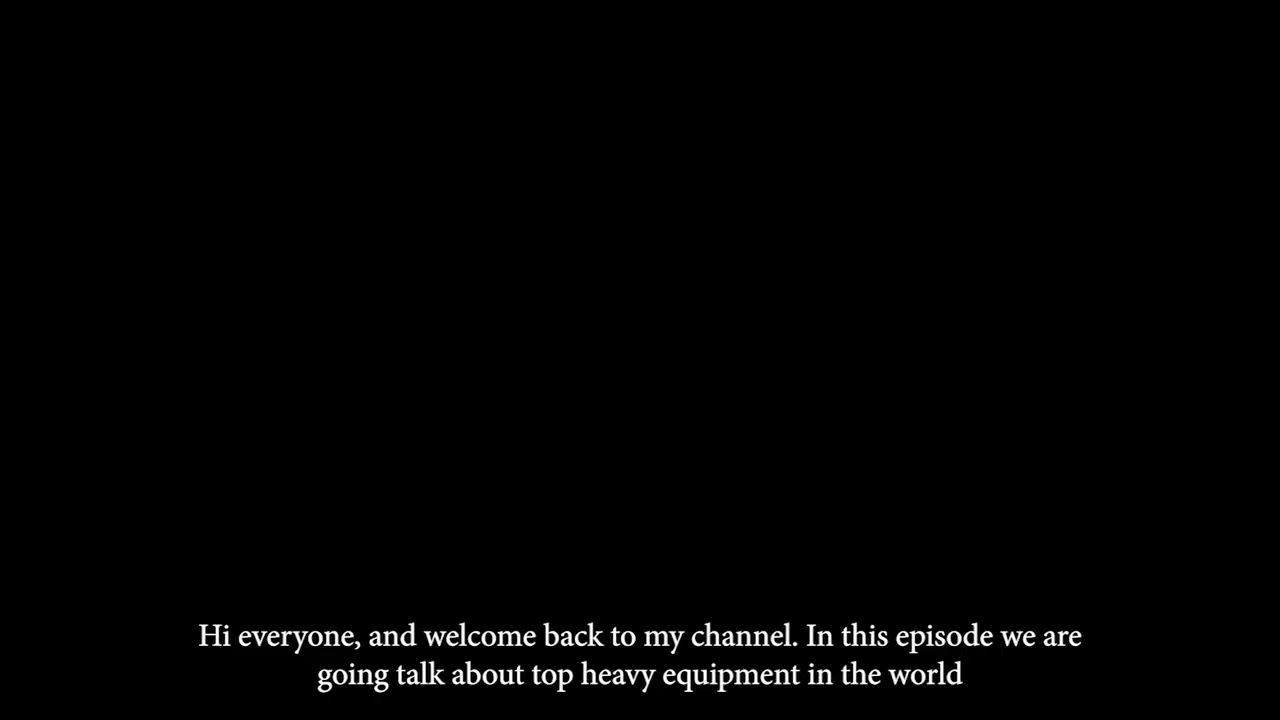 Hi everyone, and welcome back to my channel. In this episode we are
going talk about top heavy equipment in the world